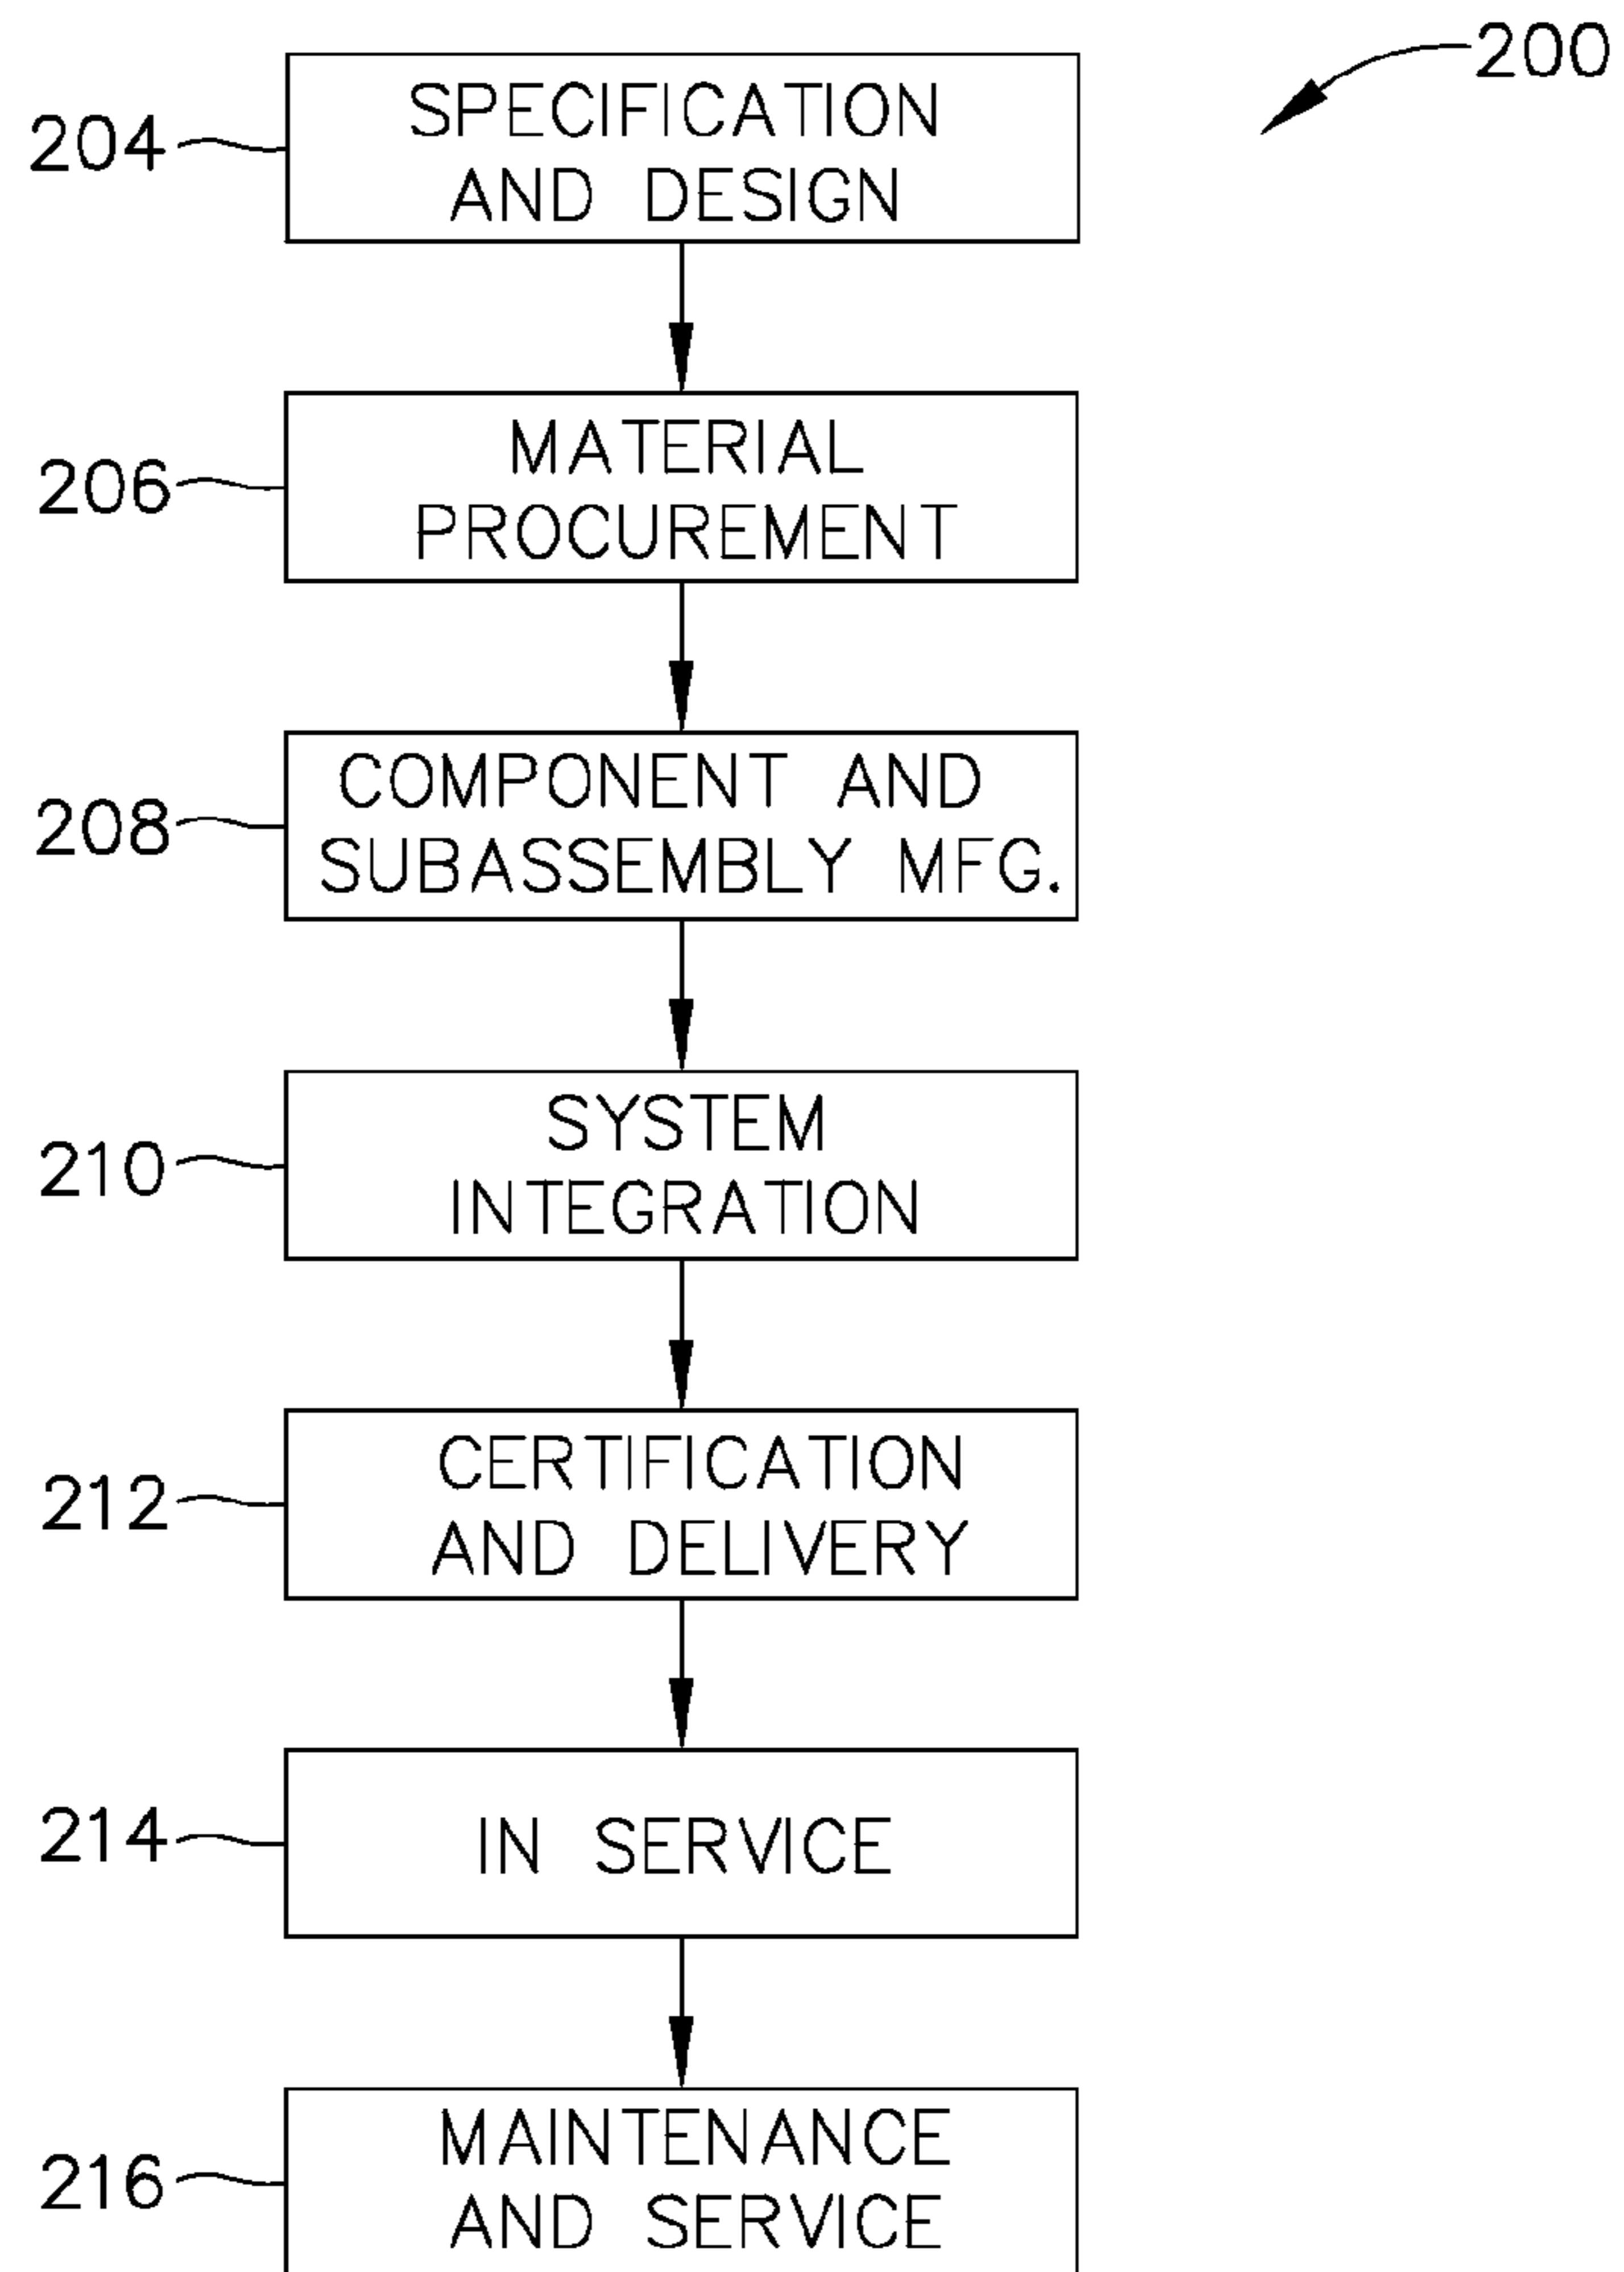 200
204
SPECIFICATION
AND DESIGN
206
MATERIAL
PROCUREMENT
208
COMPONENT AND
SUBASSEMBLY MFG.
210
SYSTEM
INTEGRATION
212
CERTIFICATION
AND DELIVERY
214
IN SERVICE
216
MAINTENANCE
AND SERVICE